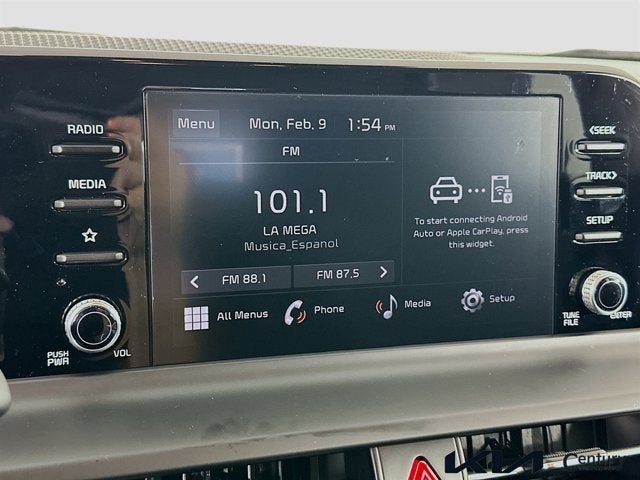 RADIO
MEDIA
PUSH
PWR
VOL
Menu
Mon, Feb. 9
1:54 PM
FM
101.1
LA MEGA
Musica_Espanol
< FM 88.1
FM 87.5 >
To start connecting Android
Auto or Apple CarPlay, press
this widget.
All Menus
Phone
Media
Setup
<SEEK
TRACK>
SETUP
TUNE
FILE
ENTER
KIA
Century